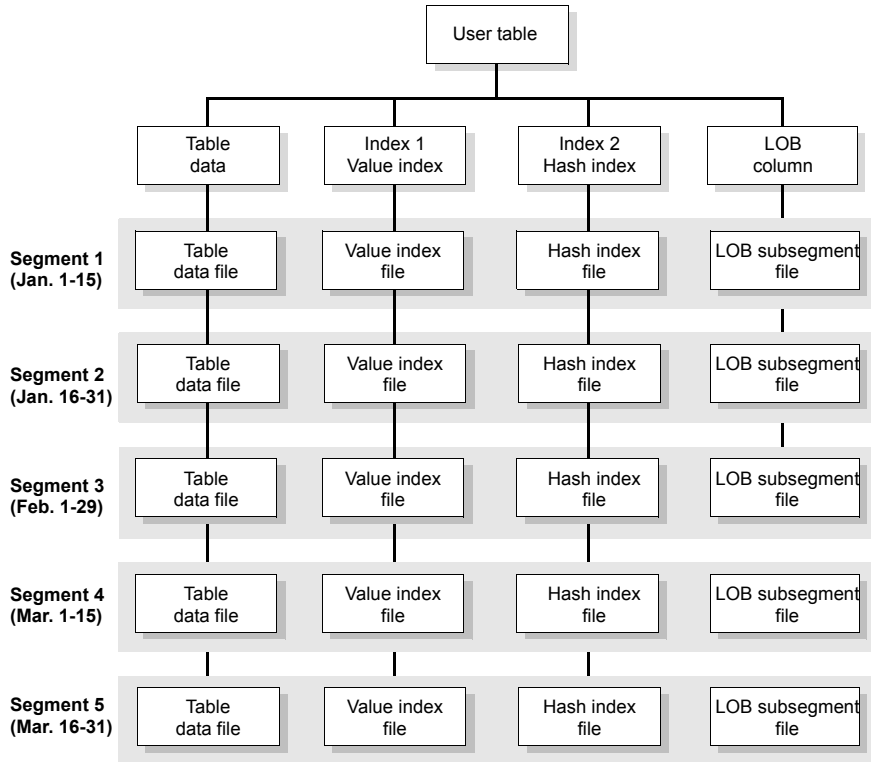 User table
Table
data
Index 1
Value index
Index 2
Hash index
LOB
column
Segment 1
(Jan. 1-15)
Table
data file
Value index
file
Hash index
file
LOB subsegment
file
Segment 2
(Jan. 16-31)
Table
data file
Value index
file
Hash index
file
LOB subsegment
file
Segment 3
(Feb. 1-29)
Table
data file
Value index
file
Hash index
file
LOB subsegment
file
Segment 4
(Mar. 1-15)
Table
data file
Value index
file
Hash index
file
LOB subsegment
file
Segment 5
(Mar. 16-31)
Table
data file
Value index
file
Hash index
file
LOB subsegment
file